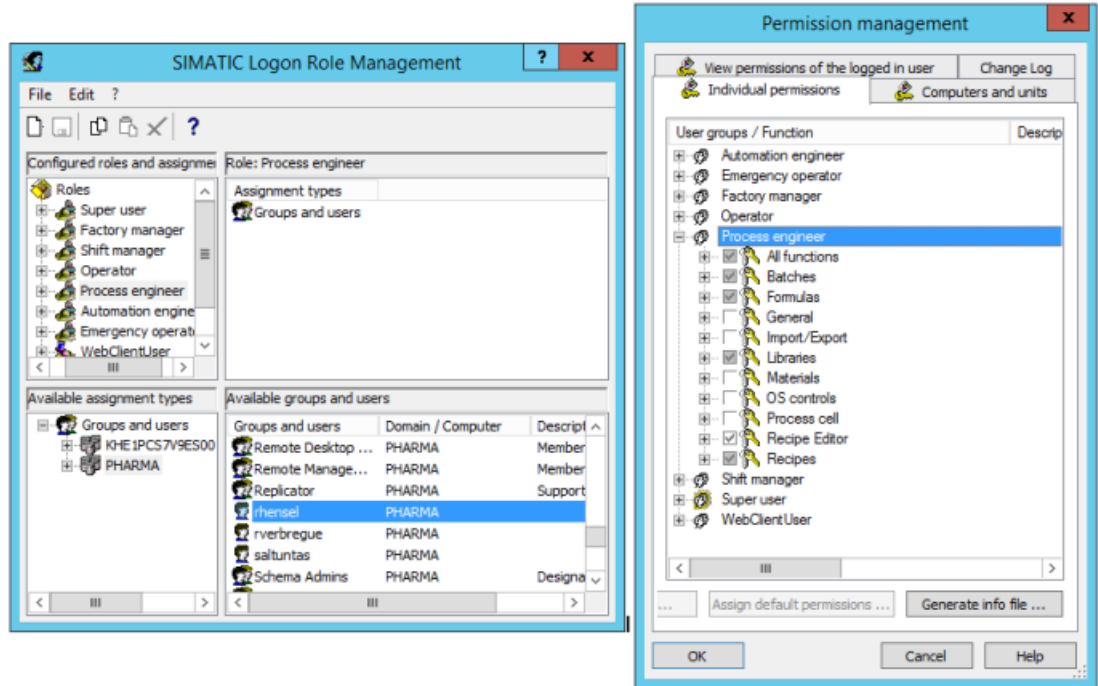 SIMATIC Logon Role Management
? x
File Edit ?
?
Configured roles and assignmer
Roles
Super user
Factory manager
Shift manager
Operator
Process engineer
Automation engine
Emergency operati
WebClientUser
Role: Process engineer
Assignment types
Groups and users
Available assignment types
Groups and users
KHE1PCS7V9ES00
PHARMA
Available groups and users
Groups and users Domain / Computer Descript
Remote Desktop ... PHARMA Member
Remote Manage... PHARMA Member
Replicator PHARMA Support
rhensel PHARMA
rverbregue PHARMA
saltuntas PHARMA
Schema Admins PHARMA Designa
Permission management
x
View permissions of the logged in user Change Log
Individual permissions Computers and units
User groups / Function Descrip
Automation engineer
Emergency operator
Factory manager
Operator
Process engineer
All functions
Batches
Formulas
General
Import/Export
Libraries
Materials
OS controls
Process cell
Recipe Editor
Recipes
Shift manager
Super user
WebClientUser
... Assign default permissions ... Generate info file ...
OK Cancel Help